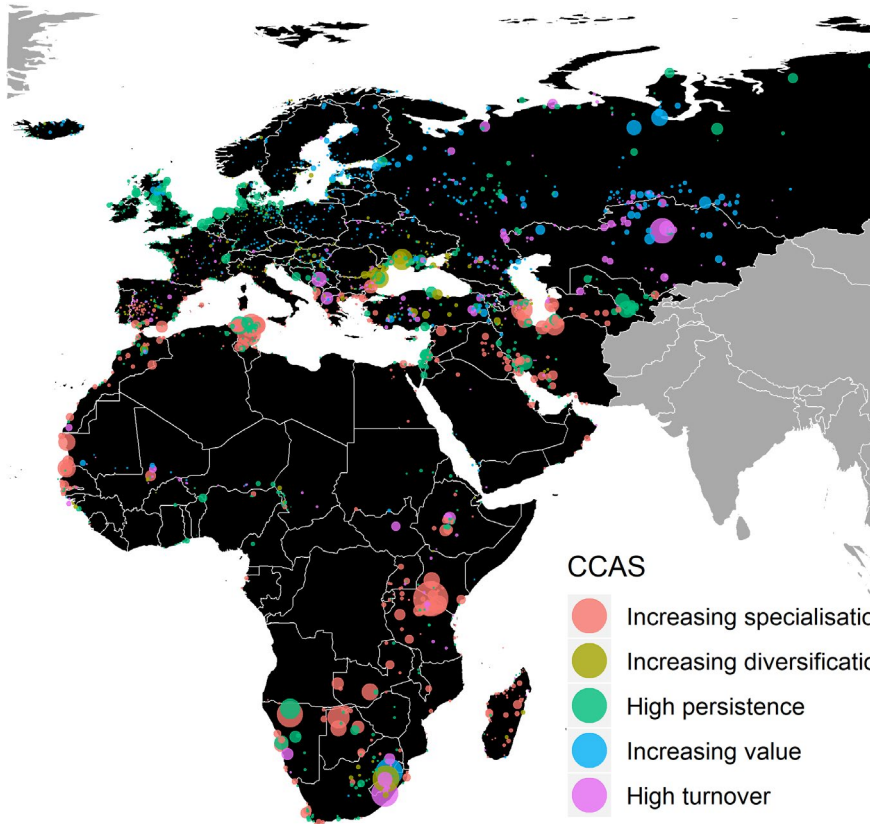 CCAS
Increasing specialisatio
Increasing diversificatio
High persistence
Increasing value
High turnover